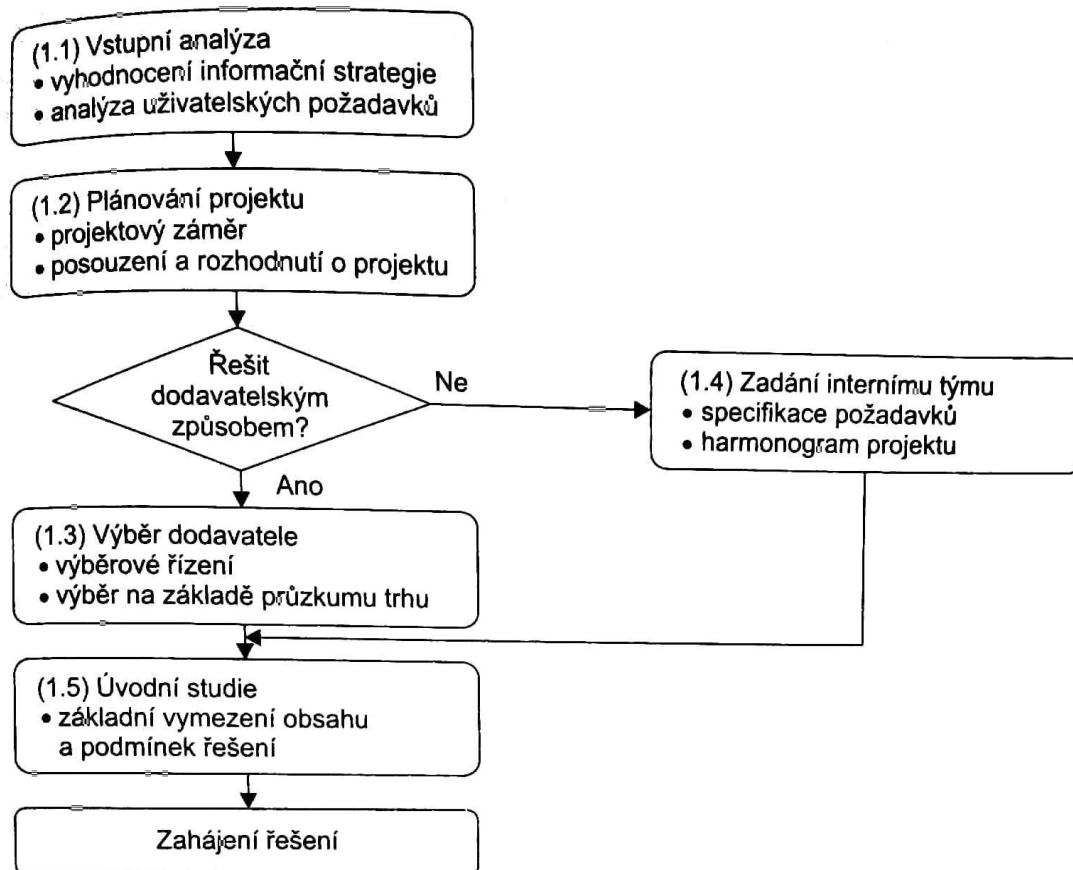 (1.1) Vstupní analýza
• vyhodnocení informační strategie
• analýza uživatelských požadavků
(1.2) Plánování projektu
• projektový záměr
• posouzení a rozhodnutí o projektu
Řešit
dodavatelským
způsobem?
Ne
(1.4) Zadání internímu týmu
• specifikace požadavků
• harmonogram projektu
Ano
(1.3) Výběr dodavatele
• výběrové řízení
• výběr na základě průzkumu trhu
(1.5) Úvodní studie
• základní vymezení obsahu
a podmínek řešení
Zahájení řešení